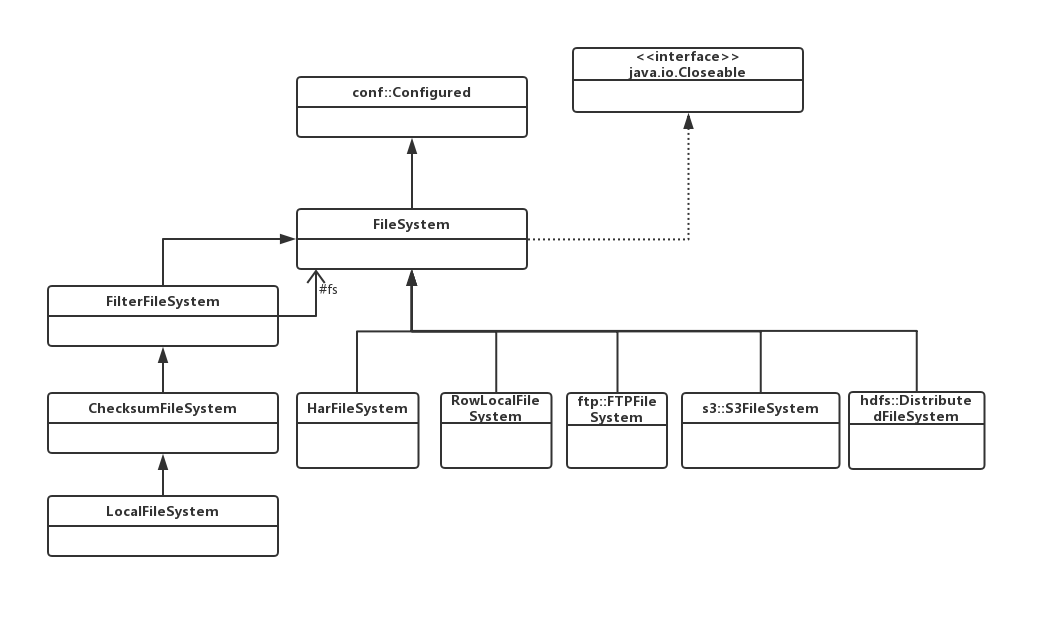 <<interface>>
java.io.Closeable
conf::Configured
FileSystem
FilterFileSystem
#fs
ChecksumFileSystem
HarFileSystem
RowLocalFile
System
ftp::FTPFile
System
s3::S3FileSystem
hdfs::Distribute
dFileSystem
LocalFileSystem